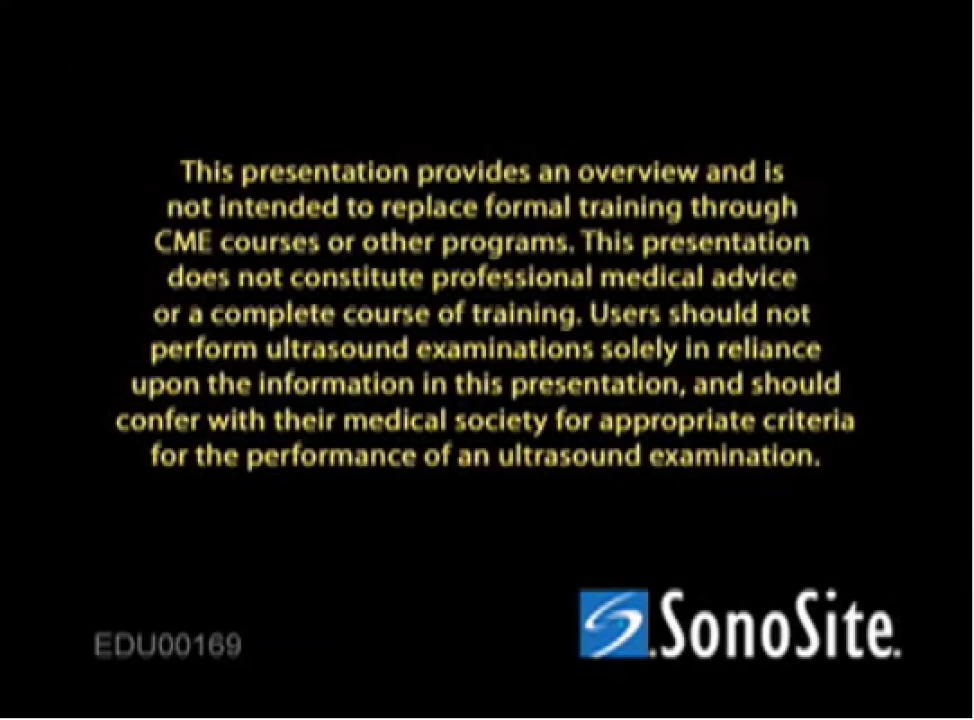 This presentation provides an overview and is
not intended to replace formal training through
CME courses or other programs. This presentation
does not constitute professional medical advice
or a complete course of training. Users should not
perform ultrasound examinations solely in reliance
upon the information in this presentation, and should
confer with their medical society for appropriate criteria
for the performance of an ultrasound examination.
EDU00169
SonoSite.